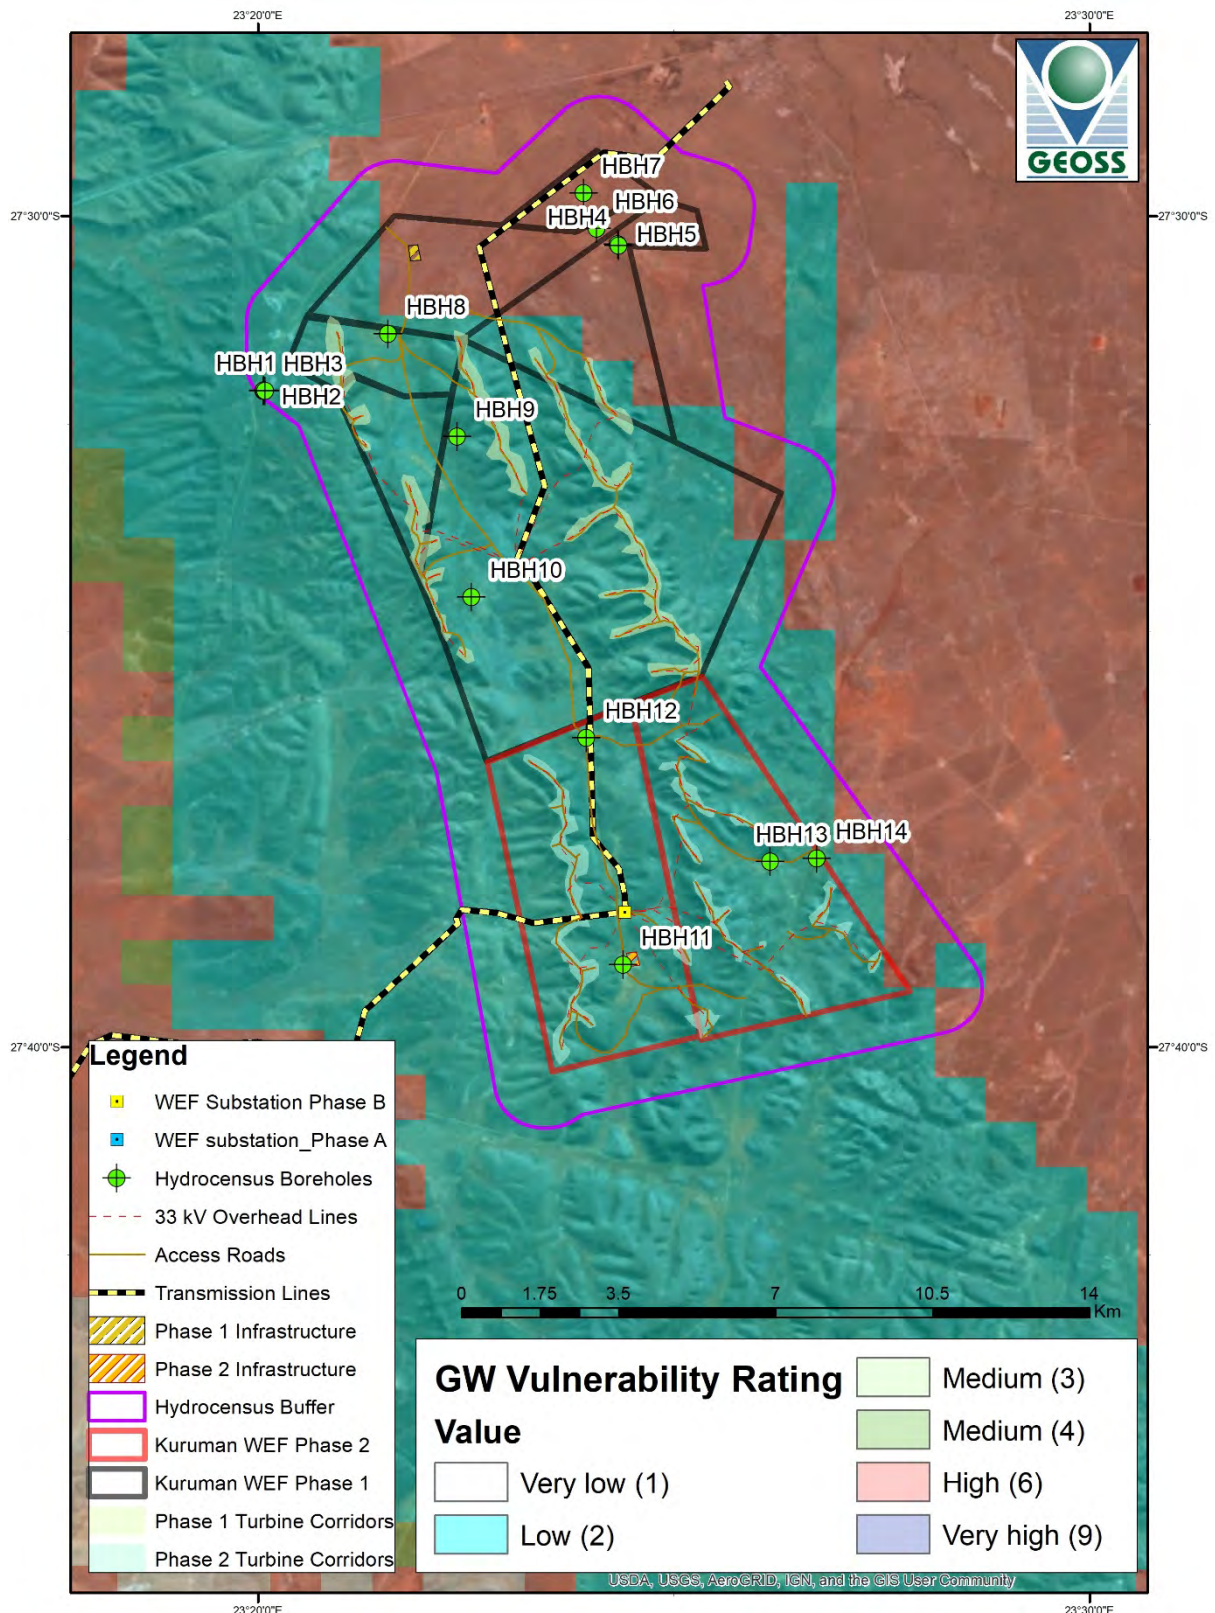 23°20'0"E
23°30'0"E
GEOSS
27°30'0"S
27°30'0"S
HBH7
HBH6
HBH4
HBH5
HBH8
HBH1
HBH3
HBH2
HBH9
HBH10
HBH12
HBH13
HBH14
HBH11
27°40'0"S
27°40'0"S
Legend
WEF Substation Phase B
WEF substation_Phase A
Hydrocensus Boreholes
33 kV Overhead Lines
Access Roads
Transmission Lines
Phase 1 Infrastructure
Phase 2 Infrastructure
Hydrocensus Buffer
Kuruman WEF Phase 2
Kuruman WEF Phase 1
Phase 1 Turbine Corridors
Phase 2 Turbine Corridors
0 1.75 3.5 7 10.5 14
Km
GW Vulnerability Rating
Value
Very low (1)
Low (2)
Medium (3)
Medium (4)
High (6)
Very high (9)
USDA, USGS, AeroGRID, IGN, and the GIS User Community
23°20'0"E
23°30'0"E